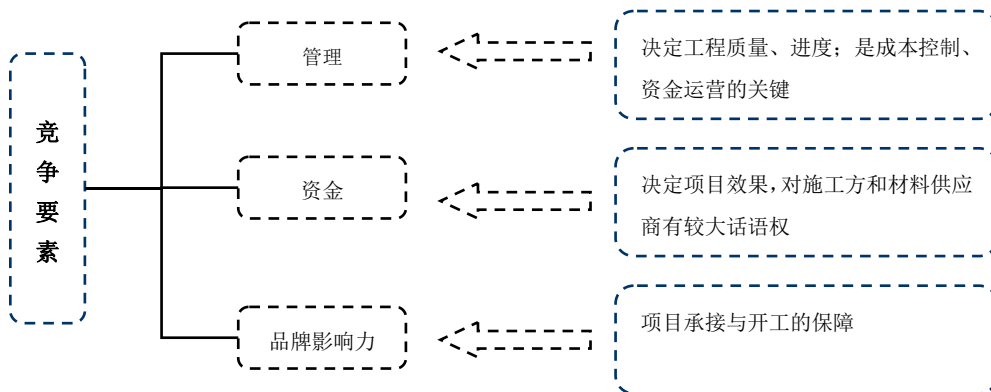 竞
争
要
素
管理
决定工程质量、进度；是成本控制、
资金运营的关键
资金
决定项目效果，对施工方和材料供应
商有较大话语权
品牌影响力
项目承接与开工的保障